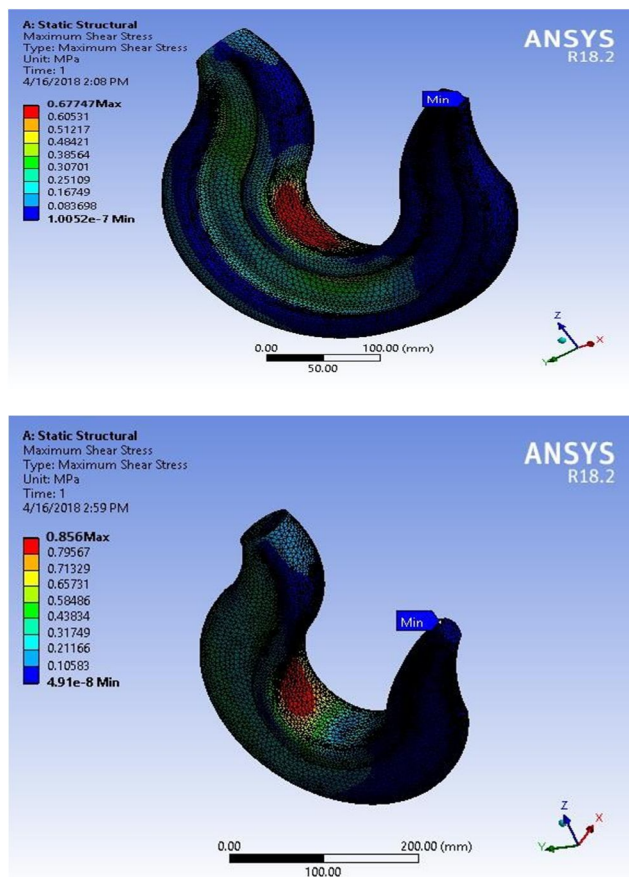 A: Static Structural
Maximum Shear Stress
Type: Maximum Shear Stress
Unit: MPa
Time: 1
4/16/2018 2:08 PM
ANSYS
R18.2
0.67747Max
0.60531
0.51217
0.48421
0.38564
0.30701
0.25109
0.16749
0.083698
1.0052e-7 Min
Min
0.00
100.00 (mm)
50.00
Z
X
Y
A: Static Structural
Maximum Shear Stress
Type: Maximum Shear Stress
Unit: MPa
Time: 1
4/16/2018 2:59 PM
ANSYS
R18.2
0.856Max
0.79567
0.71329
0.65731
0.58486
0.43834
0.31749
0.21166
0.10583
4.91e-8 Min
Min
0.00
200.00 (mm)
100.00
Z
X
Y